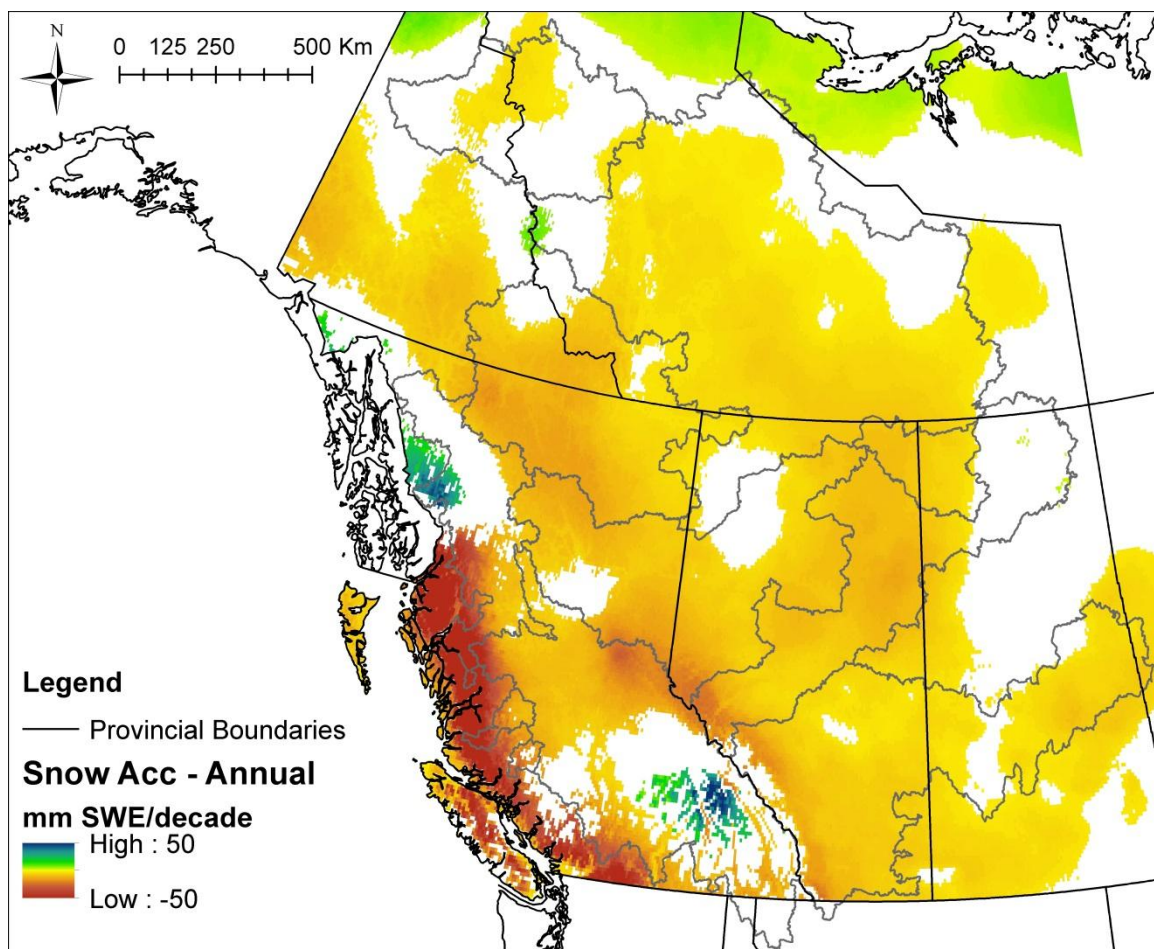 N
0 125 250 500 Km
Legend
Provincial Boundaries
Snow Acc - Annual
mm SWE/decade
High : 50
Low : -50